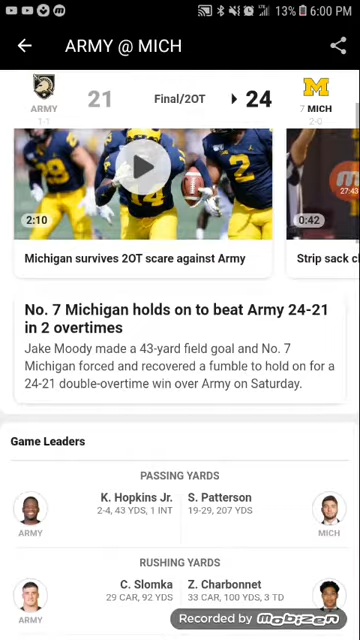 13% 6:00 PM
ARMY @ MICH
21 Final/2OT 24
ARMY 7 MICH
1-1 2-0
M
27:43
14 2
2:10 0:42
Michigan survives 2OT scare against Army
Strip sack c
No. 7 Michigan holds on to beat Army 24-21
in 2 overtimes
Jake Moody made a 43-yard field goal and No. 7
Michigan forced and recovered a fumble to hold on for a
24-21 double-overtime win over Army on Saturday.
Game Leaders
PASSING YARDS
K. Hopkins Jr. S. Patterson
2-4, 43 YDS, 1 INT 19-29, 207 YDS
ARMY MICH
RUSHING YARDS
C. Slomka Z. Charbonnet
29 CAR, 92 YDS 33 CAR, 100 YDS, 3 TD
ARMY
Recorded by Mobizen